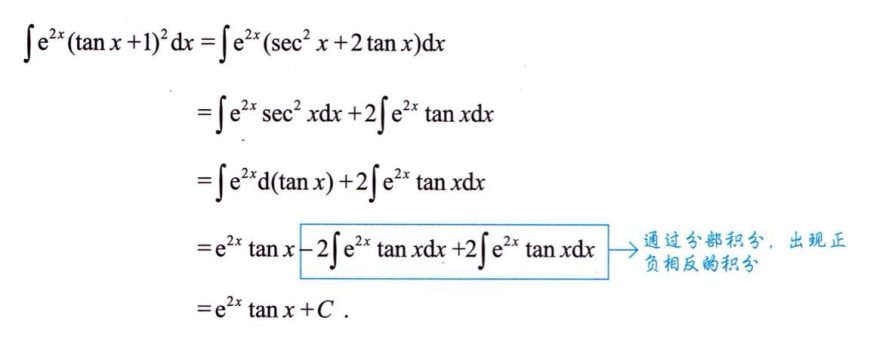 ∫e^{2x}(tan x+1)^2 dx=∫e^{2x}(sec^2 x+2 tan x)dx
=∫e^{2x} sec^2 xdx+2∫e^{2x} tan xdx
=∫e^{2x}d(tan x)+2∫e^{2x} tan xdx
=e^{2x} tan x−2∫e^{2x} tan xdx+2∫e^{2x} tan xdx
通过分部积分，出现正
负相反的积分
=e^{2x} tan x+C .